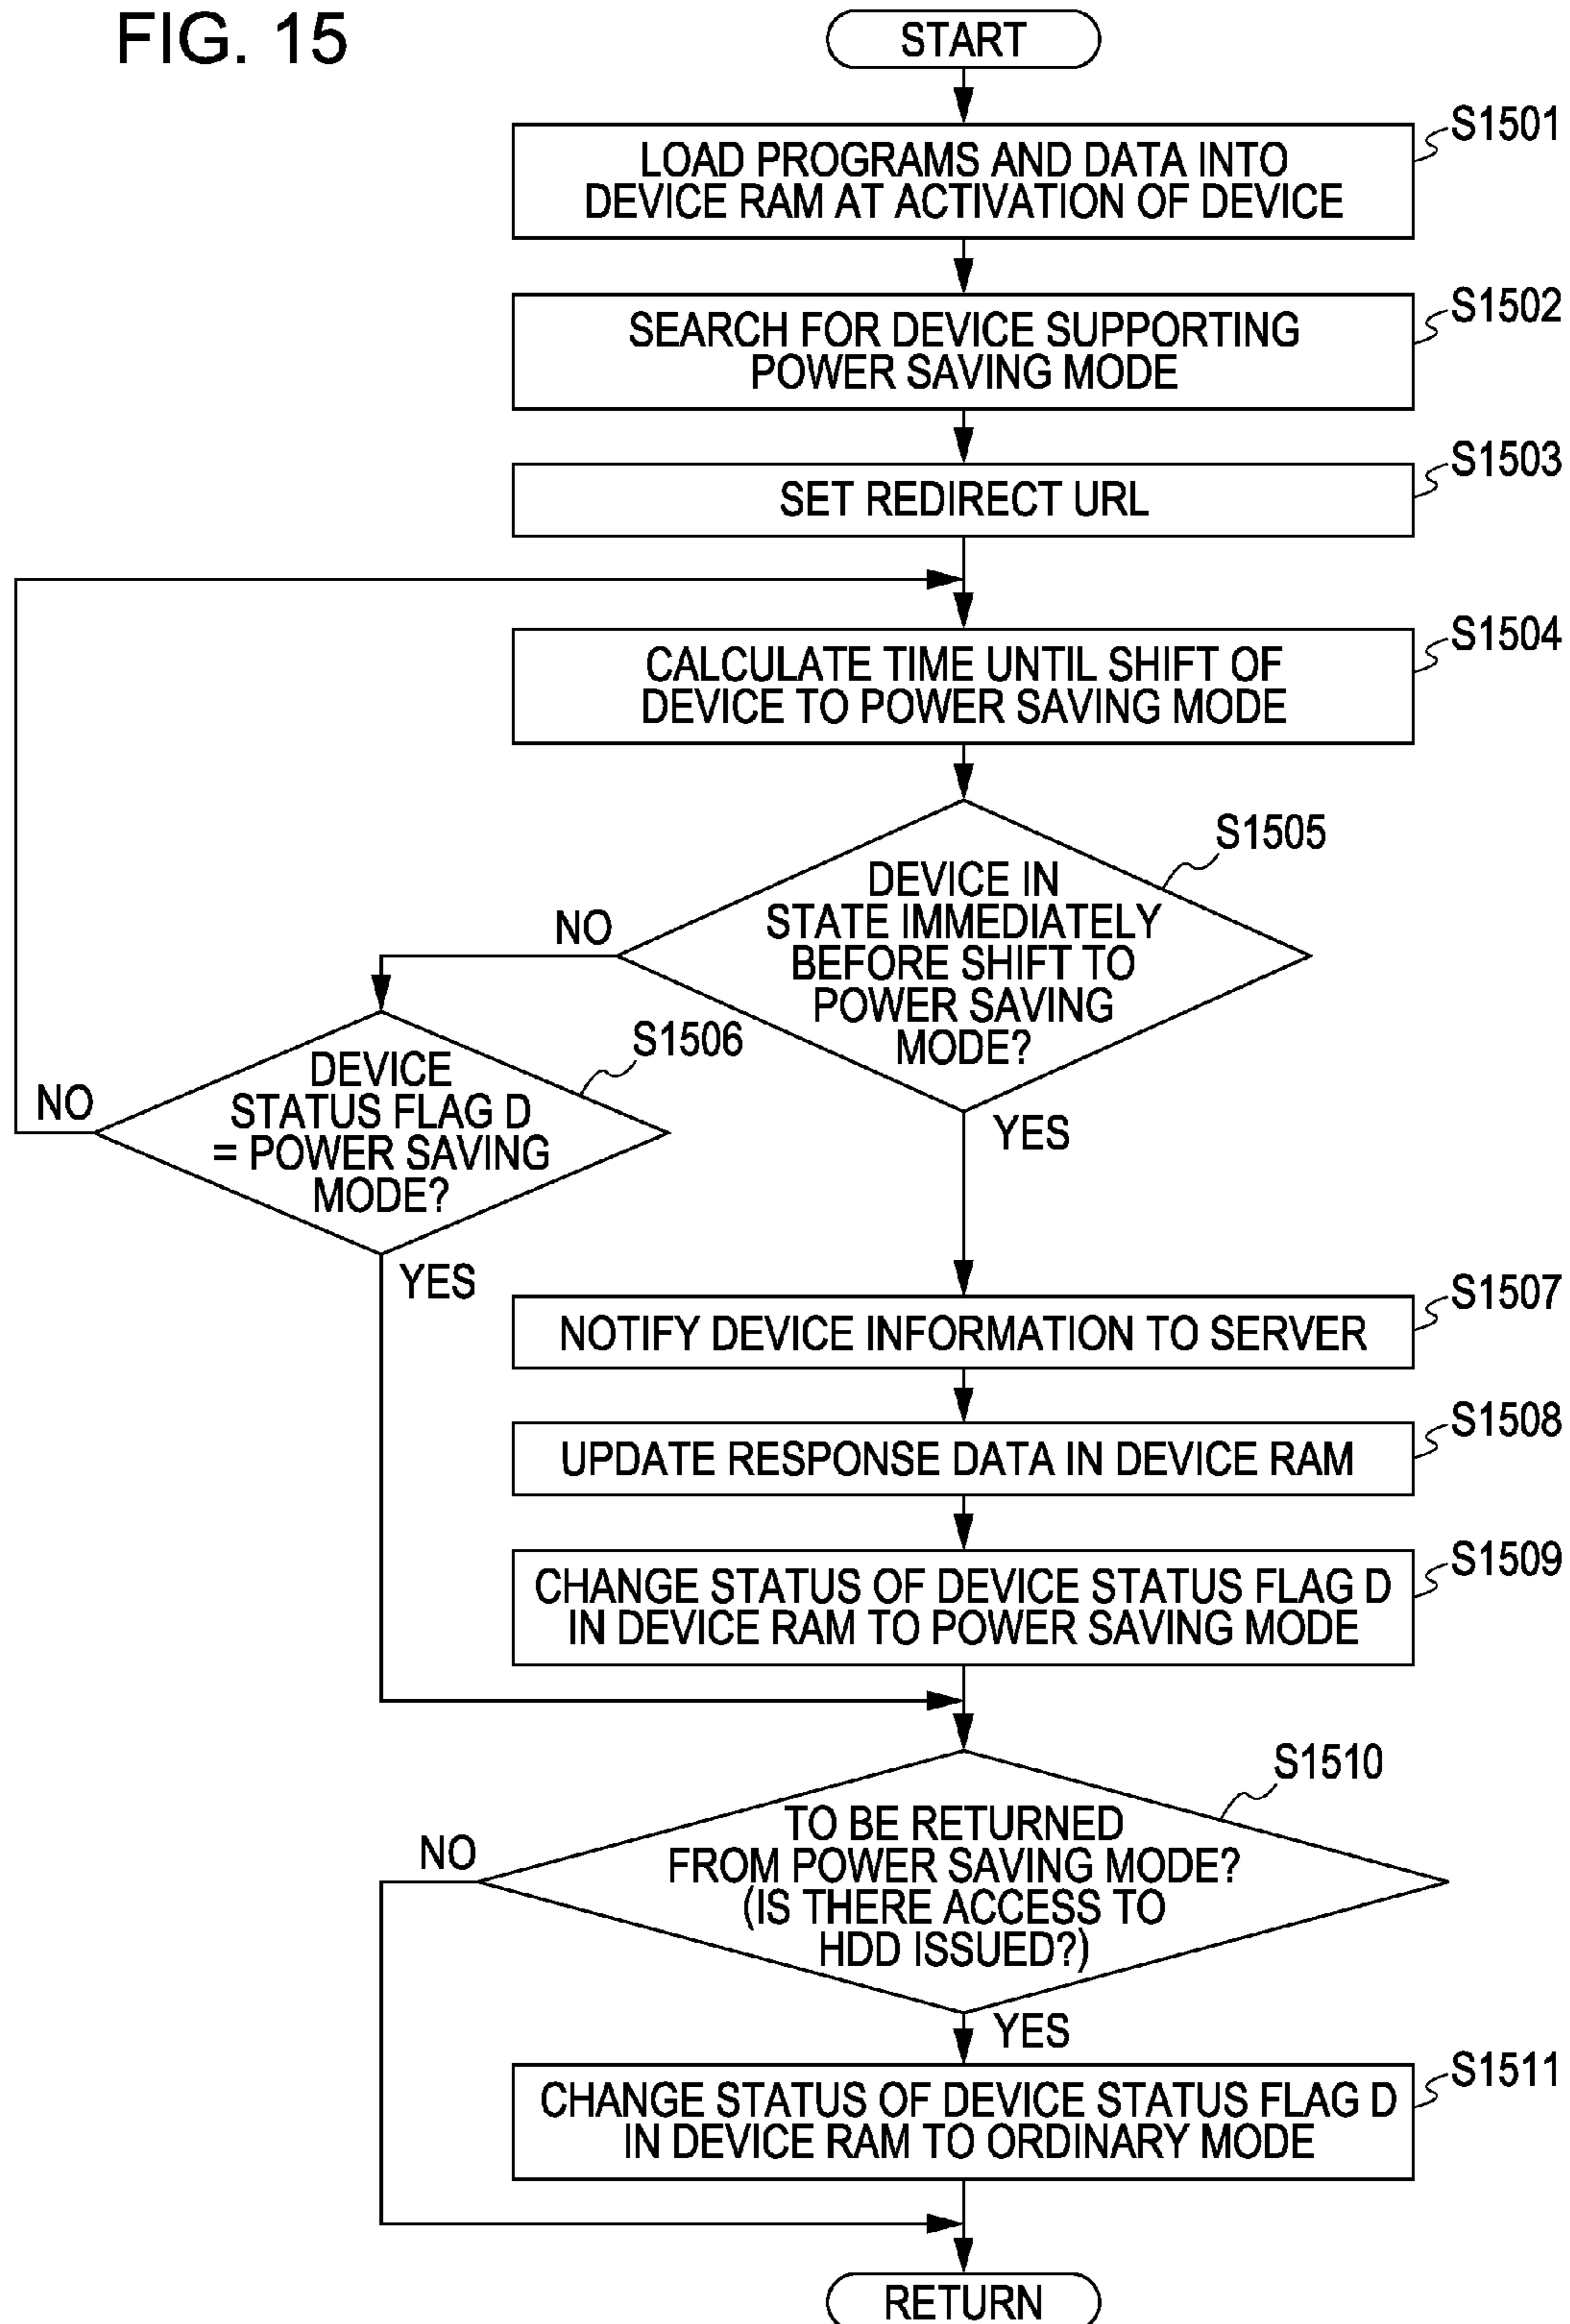 FIG. 15
START
S1501
LOAD PROGRAMS AND DATA INTO
DEVICE RAM AT ACTIVATION OF DEVICE
S1502
SEARCH FOR DEVICE SUPPORTING
POWER SAVING MODE
S1503
SET REDIRECT URL
S1504
CALCULATE TIME UNTIL SHIFT OF
DEVICE TO POWER SAVING MODE
S1505
DEVICE IN
STATE IMMEDIATELY
BEFORE SHIFT TO
POWER SAVING
MODE?
NO
YES
S1506
DEVICE
STATUS FLAG D
= POWER SAVING
MODE?
NO
YES
S1507
NOTIFY DEVICE INFORMATION TO SERVER
S1508
UPDATE RESPONSE DATA IN DEVICE RAM
S1509
CHANGE STATUS OF DEVICE STATUS FLAG D
IN DEVICE RAM TO POWER SAVING MODE
S1510
TO BE RETURNED
FROM POWER SAVING MODE?
(IS THERE ACCESS TO
HDD ISSUED?)
NO
YES
S1511
CHANGE STATUS OF DEVICE STATUS FLAG D
IN DEVICE RAM TO ORDINARY MODE
RETURN